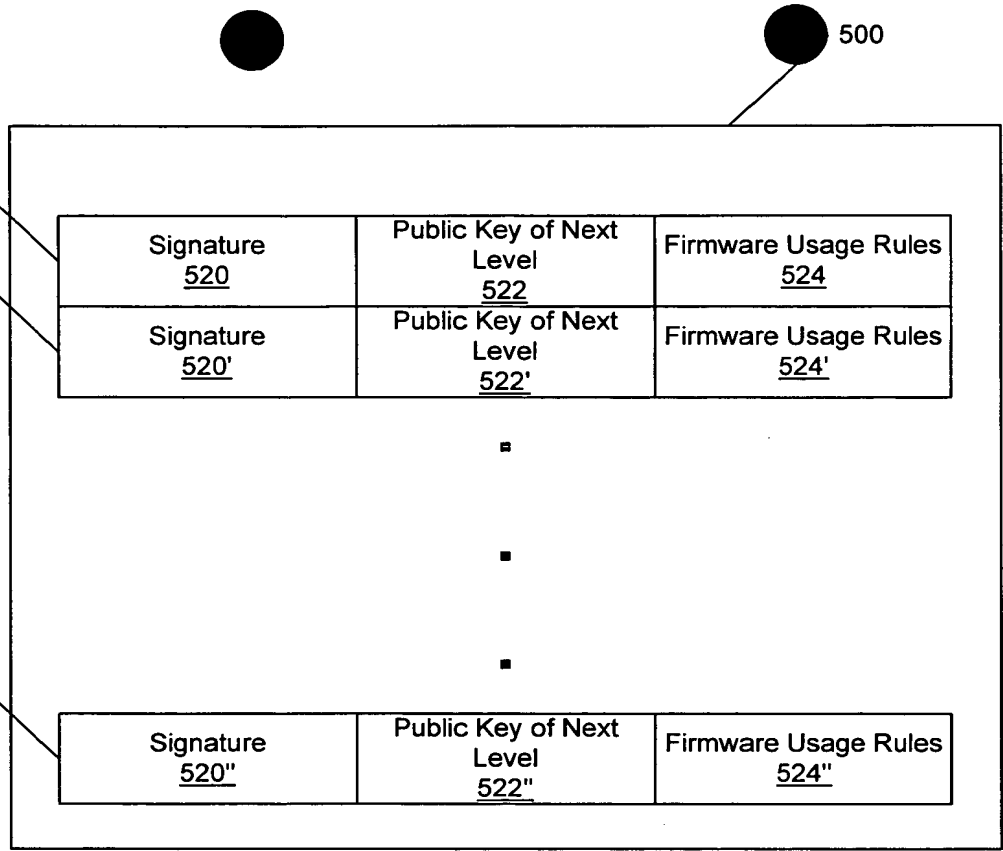 500
Signature
520
Public Key of Next
Level
522
Firmware Usage Rules
524
Signature
520'
Public Key of Next
Level
522'
Firmware Usage Rules
524'
Signature
520"
Public Key of Next
Level
522"
Firmware Usage Rules
524"